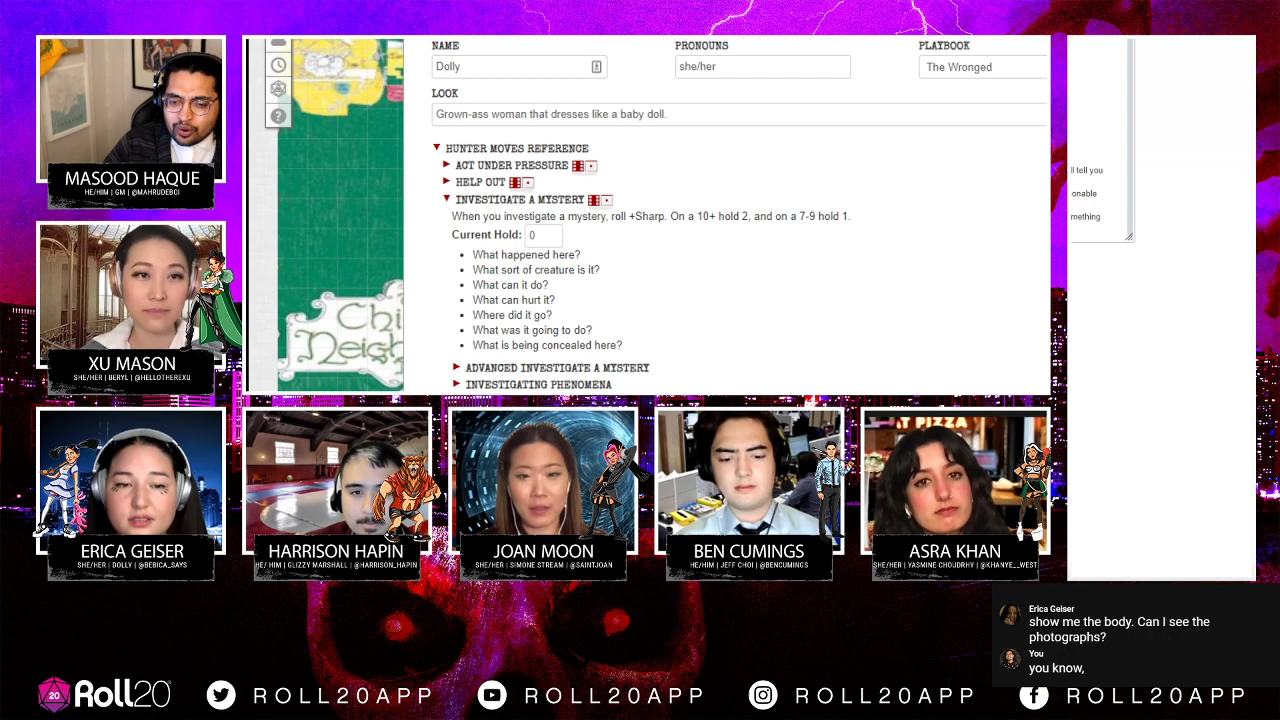 MASOOD HAQUE
HE/HIM | GM | @MAHRUDEBOI
XU MASON
SHE/HER | BERYL | @HELLOTHEREXU
NAME
PRONOUNS
PLAYBOOK
Dolly
she/her
The Wronged
LOOK
Grown-ass woman that dresses like a baby doll.
HUNTER MOVES REFERENCE
ACT UNDER PRESSURE
HELP OUT
INVESTIGATE A MYSTERY
When you investigate a mystery, roll +Sharp. On a 10+ hold 2, and on a 7-9 hold 1.
Current Hold: 0
What happened here?
What sort of creature is it?
What can it do?
What can hurt it?
Where did it go?
What was it going to do?
What is being concealed here?
ADVANCED INVESTIGATE A MYSTERY
INVESTIGATING PHENOMENA
Chi
Neigh
ll tell you
onable
mething
AT PIZZA
ERICA GEISER
SHE/HER | DOLLY | @BEBICA_SAYS
HARRISON HAPIN
HE/ HIM | GLIZZY MARSHALL | @HARRISON_HAPIN
JOAN MOON
SHE/HER | SIMONE STREAM | @SAINTJOAN
BEN CUMINGS
HE/HIM | JEFF CHOI | @BENCUMINGS
ASRA KHAN
SHE/HER | YASMINE CHOUDRHY | @KHANYE__WEST
Erica Geiser
show me the body. Can I see the
photographs?
You
you know,
20 Roll20
ROLL20APP
ROLL20APP
ROLL20APP
ROLL20APP